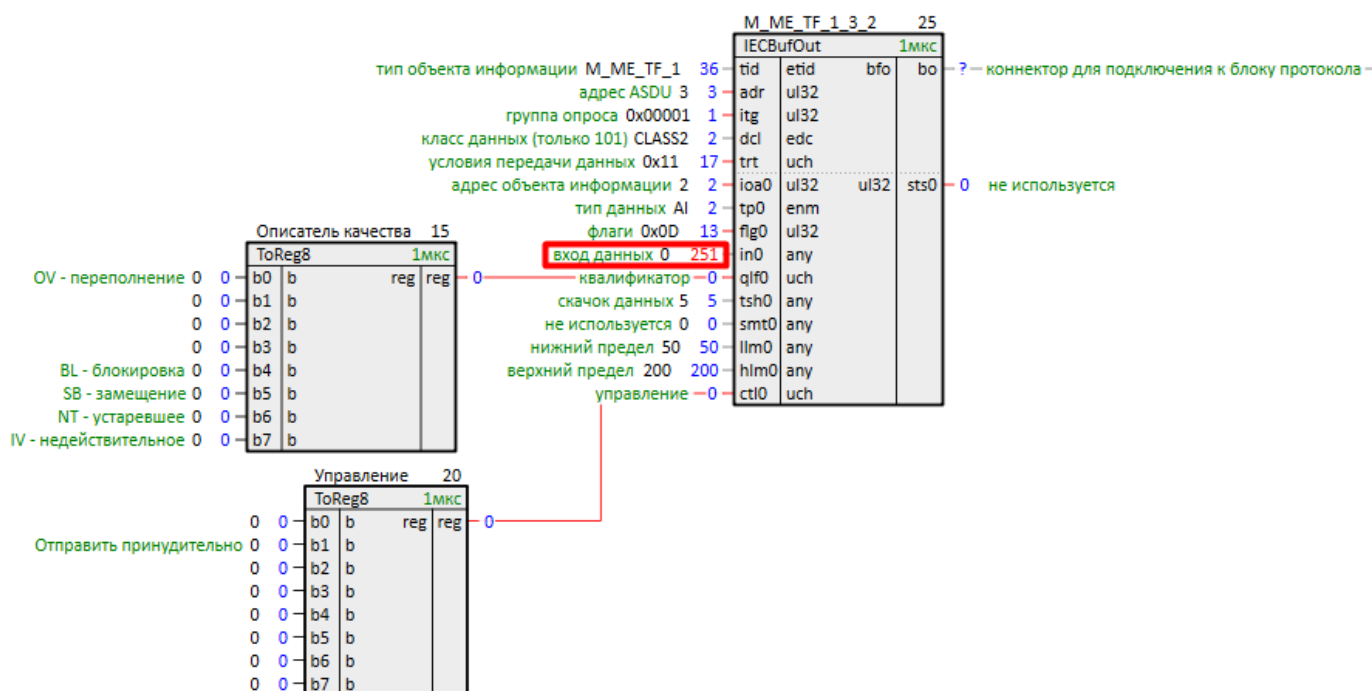 M_ME_TF_1_3_2 25
IECBufOut 1мкс
тип объекта информации M_ME_TF_1 36 tid etid bfo bo ? коннектор для подключения к блоку протокола
адрес ASDU 3 3 adr ul32
группа опроса 0x00001 1 itg ul32
класс данных (только 101) CLASS2 2 dcl edc
условия передачи данных 0x11 17 trt uch
адрес объекта информации 2 2 ioa0 ul32 ul32 sts0 0 не используется
тип данных AI 2 tp0 enm
флаги 0x0D 13 flg0 ul32
вход данных 0 251 in0 any
квалификатор 0 qlf0 uch
скачок данных 5 5 tsh0 any
не используется 0 0 smt0 any
нижний предел 50 50 llm0 any
верхний предел 200 200 hlm0 any
управление 0 ctl0 uch
Описатель качества 15
ToReg8 1мкс
OV - переполнение 0 0 b0 b reg reg 0
0 0 b1 b
0 0 b2 b
0 0 b3 b
BL - блокировка 0 0 b4 b
SB - замещение 0 0 b5 b
NT - устаревшее 0 0 b6 b
IV - недействительное 0 0 b7 b
Управление 20
ToReg8 1мкс
0 0 b0 b reg reg 0
Отправить принудительно 0 0 b1 b
0 0 b2 b
0 0 b3 b
0 0 b4 b
0 0 b5 b
0 0 b6 b
0 0 b7 b